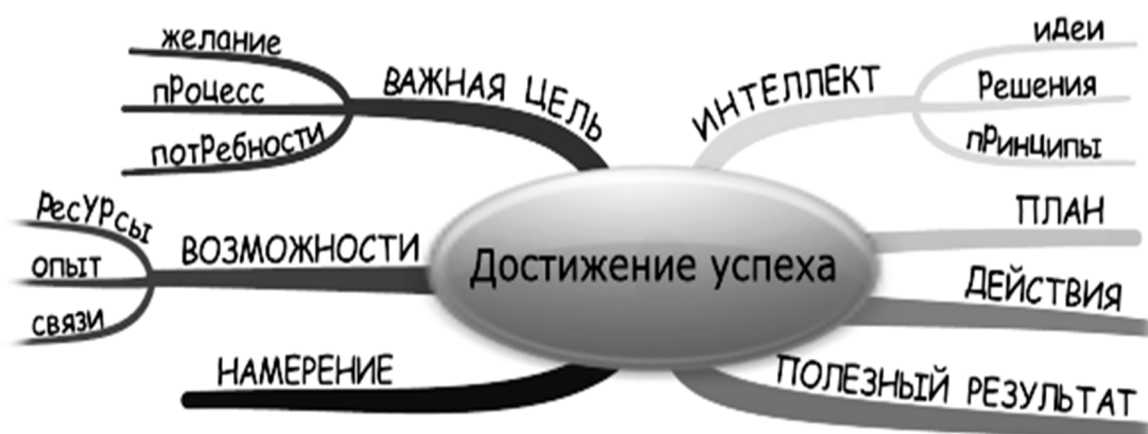 желание
процесс
потребности
ВАЖНАЯ ЦЕЛЬ
ресурсы
опыт
связи
ВОЗМОЖНОСТИ
НАМЕРЕНИЕ
Достижение успеха
ИНТЕЛЛЕКТ
идеи
решения
принципы
ПЛАН
ДЕЙСТВИЯ
ПОЛЕЗНЫЙ РЕЗУЛЬТАТ